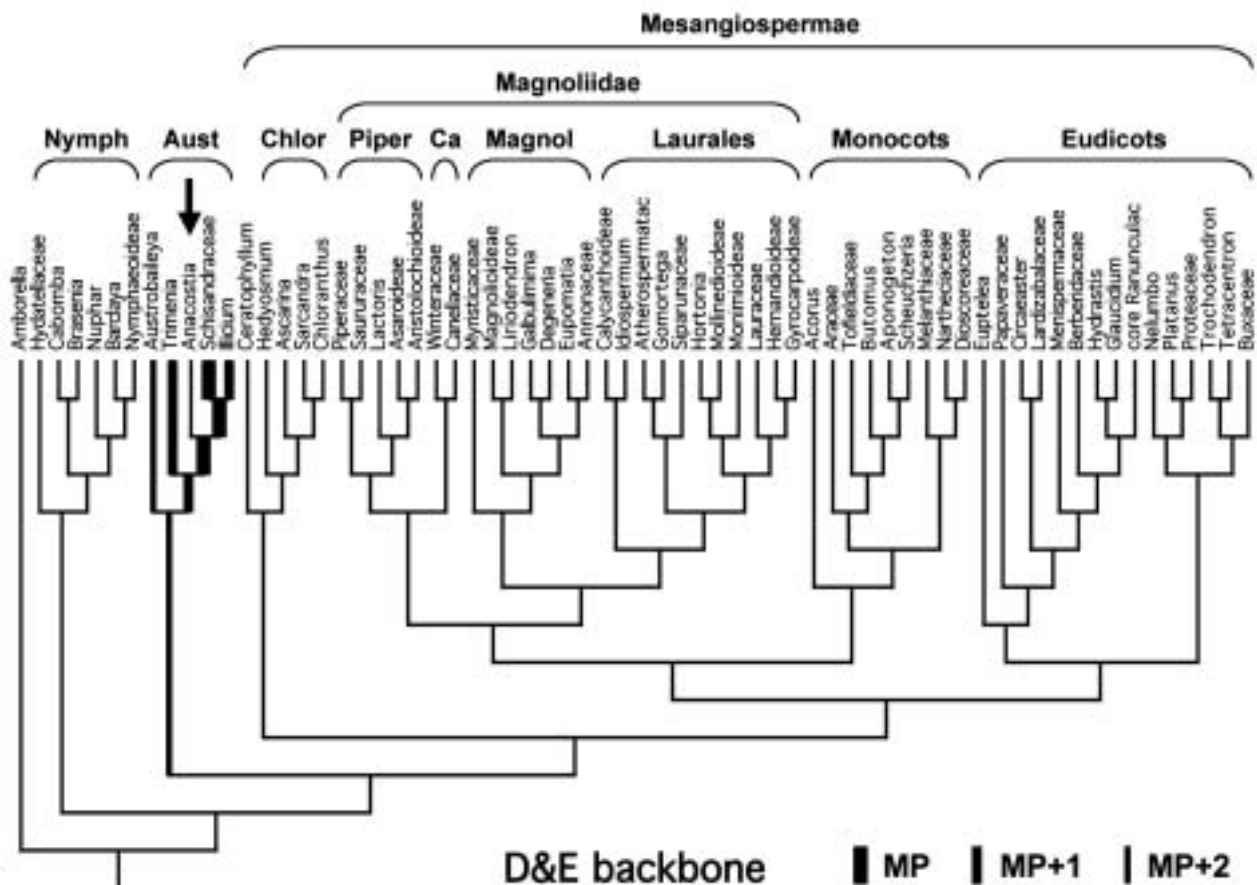 Mesangiospermae
Magnoliidae
Nymph Aust Chlor Piper Ca Magnol Laurales Monocots Eudicots
Amborella
Hydatellaceae
Cabomba
Brasenia
Nuphar
Barclaya
Nymphaeoideae
Austrobaileya
Trimenia
Anacostia
Schisandraceae
Illicium
Ceratophyllum
Hedyosmum
Ascarina
Sarcandra
Chloranthus
Piperaceae
Saururaceae
Lactoris
Asaroideae
Aristolochioideae
Winteraceae
Canellaceae
Myristicaceae
Magnolioideae
Liriodendron
Galbulimima
Degeneria
Eupomatia
Annonaceae
Calycanthoideae
Idiospermum
Atherospermatac
Gomortega
Siparunaceae
Hortonia
Mollinedioideae
Monimioideae
Lauraceae
Hernandioideae
Gyrocarpoideae
Acorus
Araceae
Tofieldiaceae
Butomus
Aponogeton
Scheuchzeria
Melanthiaceae
Nartheciaceae
Dioscoreaceae
Euptelea
Papaveraceae
Circaeaster
Lardizabalaceae
Menispermaceae
Berberidaceae
Hydrastis
Glaucidium
core Ranunculac
Nelumbo
Platanus
Proteaceae
Trochodendron
Tetracentron
Buxaceae
D&E backbone MP MP+1 MP+2